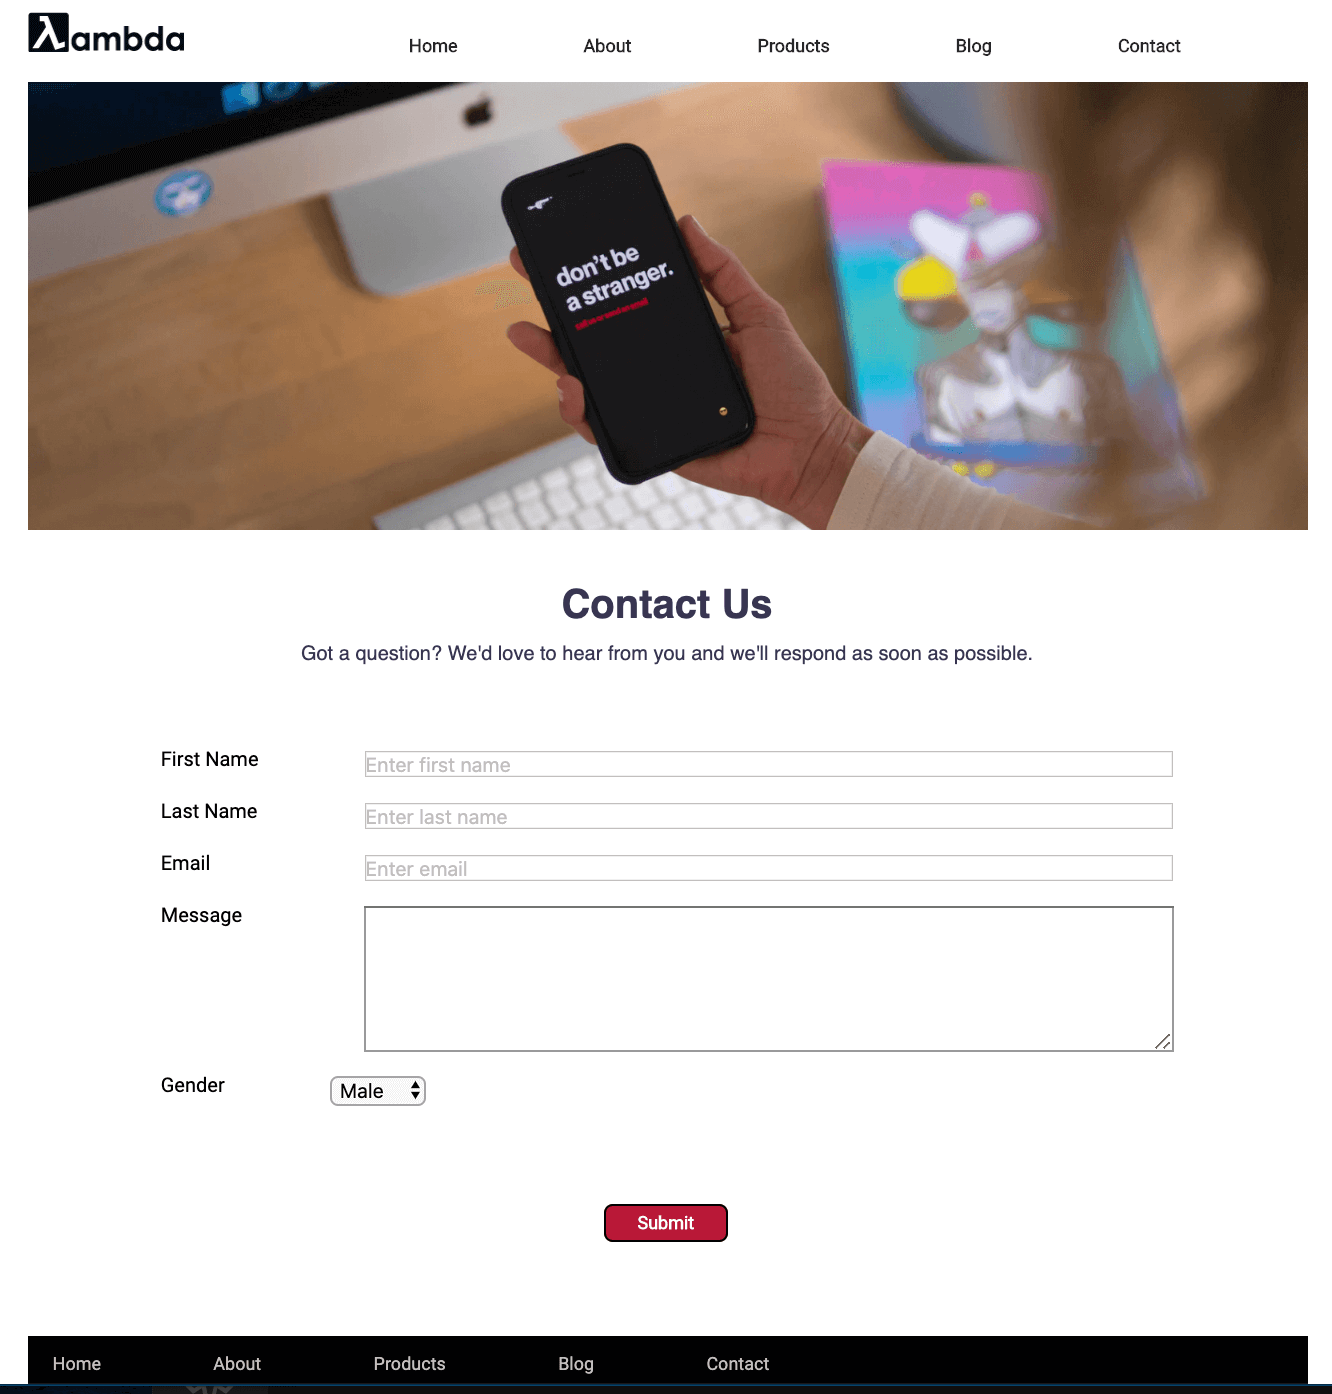 λambda
Home About Products Blog Contact
don't be
a stranger.
Contact Us
Got a question? We'd love to hear from you and we'll respond as soon as possible.
First Name Enter first name
Last Name Enter last name
Email Enter email
Message
Gender Male
Submit
Home About Products Blog Contact